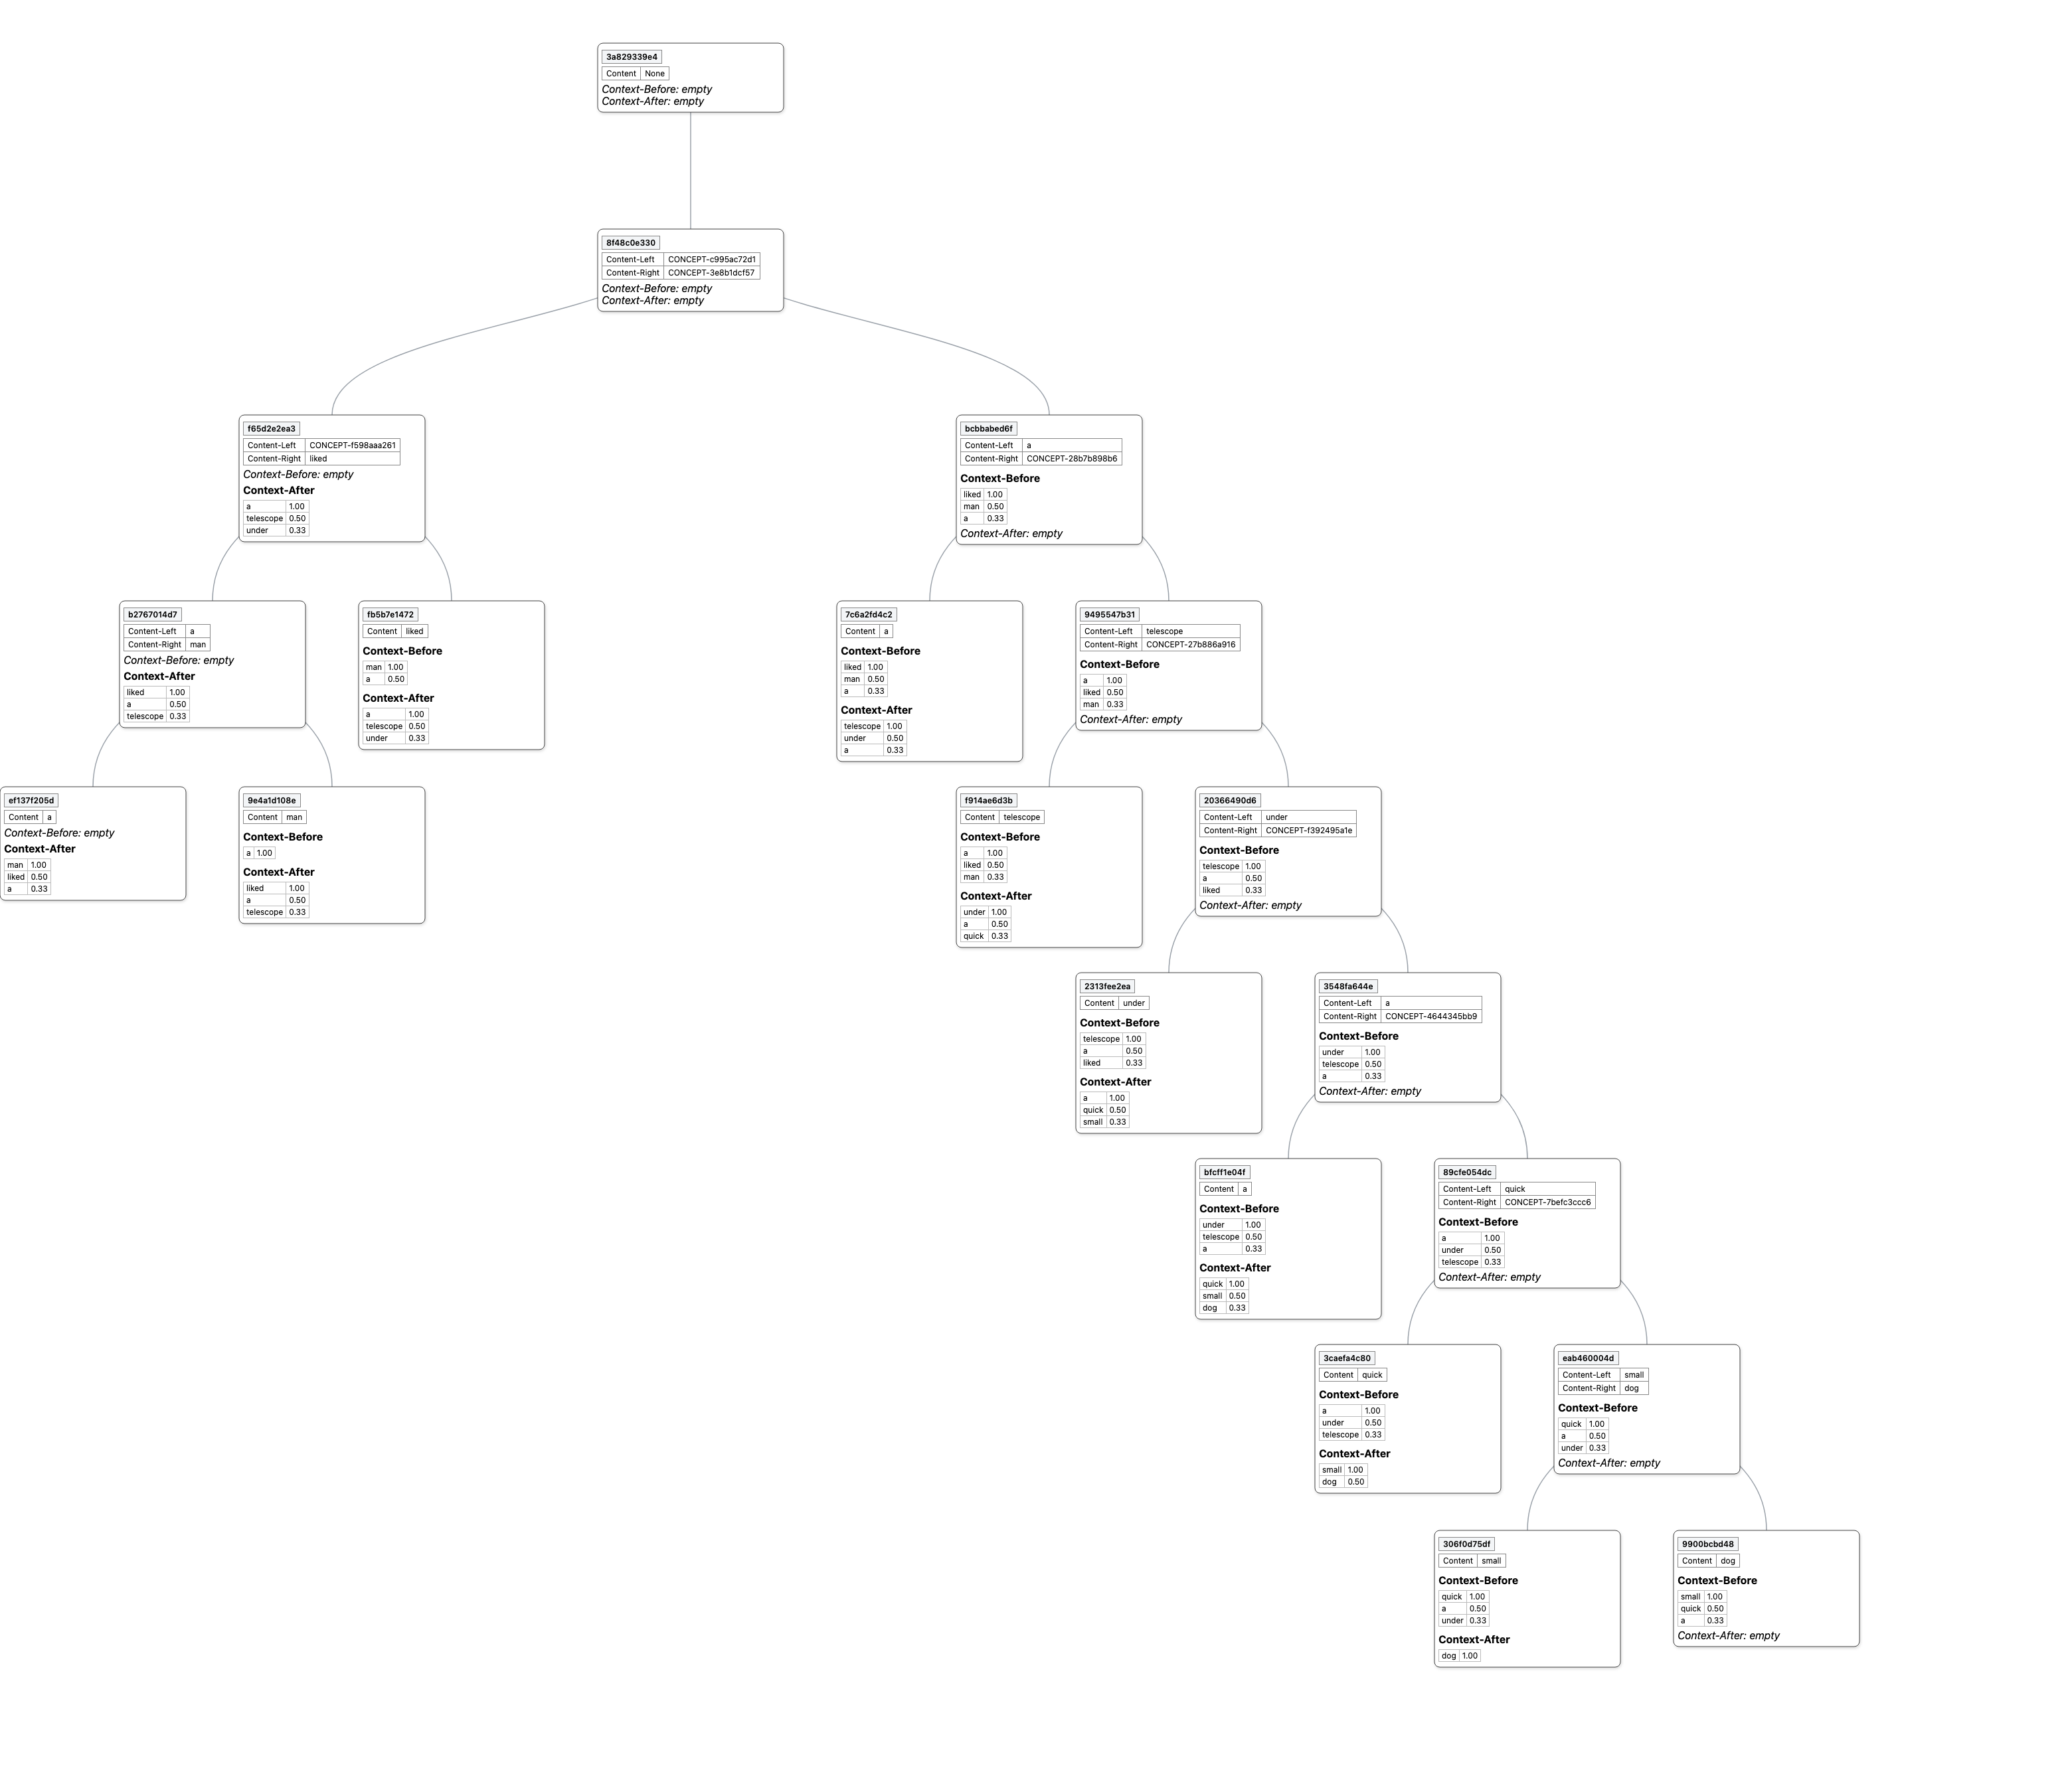 3a829339e4
Content None
Context-Before: empty
Context-After: empty
8f48c0e330
Content-Left CONCEPT-c995ac72d1
Content-Right CONCEPT-3e8b1dcf57
Context-Before: empty
Context-After: empty
f65d2e2ea3
Content-Left CONCEPT-f598aaa261
Content-Right liked
Context-Before: empty
Context-After
a 1.00
telescope 0.50
under 0.33
bcbbabed6f
Content-Left a
Content-Right CONCEPT-28b7b898b6
Context-Before
liked 1.00
man 0.50
a 0.33
Context-After: empty
b2767014d7
Content-Left a
Content-Right man
Context-Before: empty
Context-After
liked 1.00
a 0.50
telescope 0.33
fb5b7e1472
Content liked
Context-Before
man 1.00
a 0.50
Context-After
a 1.00
telescope 0.50
under 0.33
7c6a2fd4c2
Content a
Context-Before
liked 1.00
man 0.50
a 0.33
Context-After
telescope 1.00
under 0.50
a 0.33
9495547b31
Content-Left telescope
Content-Right CONCEPT-27b886a916
Context-Before
a 1.00
liked 0.50
man 0.33
Context-After: empty
ef137f205d
Content a
Context-Before: empty
Context-After
man 1.00
liked 0.50
a 0.33
9e4a1d108e
Content man
Context-Before
a 1.00
Context-After
liked 1.00
a 0.50
telescope 0.33
f914ae6d3b
Content telescope
Context-Before
a 1.00
liked 0.50
man 0.33
Context-After
under 1.00
a 0.50
quick 0.33
20366490d6
Content-Left under
Content-Right CONCEPT-f392495a1e
Context-Before
telescope 1.00
a 0.50
liked 0.33
Context-After: empty
2313fee2ea
Content under
Context-Before
telescope 1.00
a 0.50
liked 0.33
Context-After
a 1.00
quick 0.50
small 0.33
3548fa644e
Content-Left a
Content-Right CONCEPT-4644345bb9
Context-Before
under 1.00
telescope 0.50
a 0.33
Context-After: empty
bfcff1e04f
Content a
Context-Before
under 1.00
telescope 0.50
a 0.33
Context-After
quick 1.00
small 0.50
dog 0.33
89cfe054dc
Content-Left quick
Content-Right CONCEPT-7befc3ccc6
Context-Before
a 1.00
under 0.50
telescope 0.33
Context-After: empty
3caefa4c80
Content quick
Context-Before
a 1.00
under 0.50
telescope 0.33
Context-After
small 1.00
dog 0.50
eab460004d
Content-Left small
Content-Right dog
Context-Before
quick 1.00
a 0.50
under 0.33
Context-After: empty
306f0d75df
Content small
Context-Before
quick 1.00
a 0.50
under 0.33
Context-After
dog 1.00
9900bcbd48
Content dog
Context-Before
small 1.00
quick 0.50
a 0.33
Context-After: empty